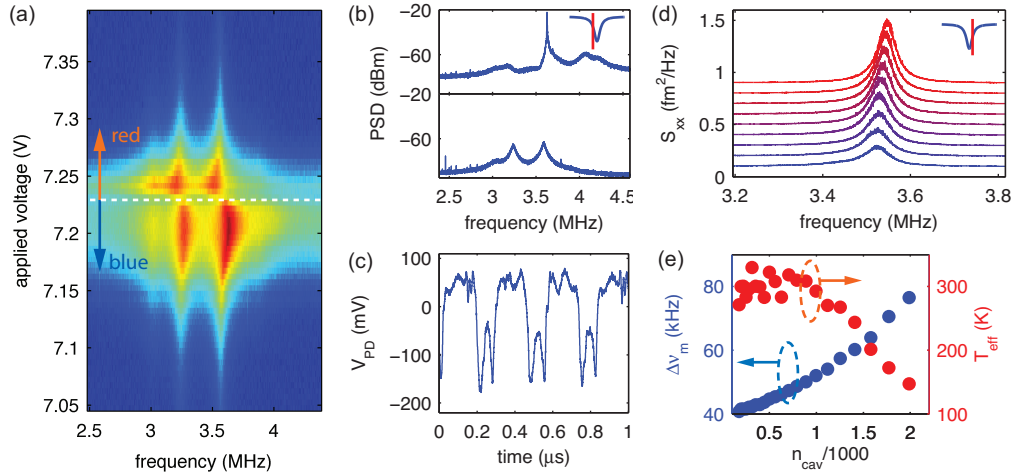 (a)
applied voltage (V)
7.35
7.3
7.25
7.2
7.15
7.1
7.05
red
blue
2.5 3 3.5 4
frequency (MHz)
(b)
PSD (dBm)
−20
−60
−20
−60
2.5 3 3.5 4 4.5
frequency (MHz)
(c)
V_PD (mV)
100
0
−100
−200
0 0.2 0.4 0.6 0.8 1
time (μs)
(d)
S_xx (fm²/Hz)
1.5
1
0.5
0
3.2 3.4 3.6 3.8
frequency (MHz)
(e)
Δν_m (kHz)
80
60
40
T_eff (K)
300
200
100
0.5 1 1.5 2
n_cav/1000